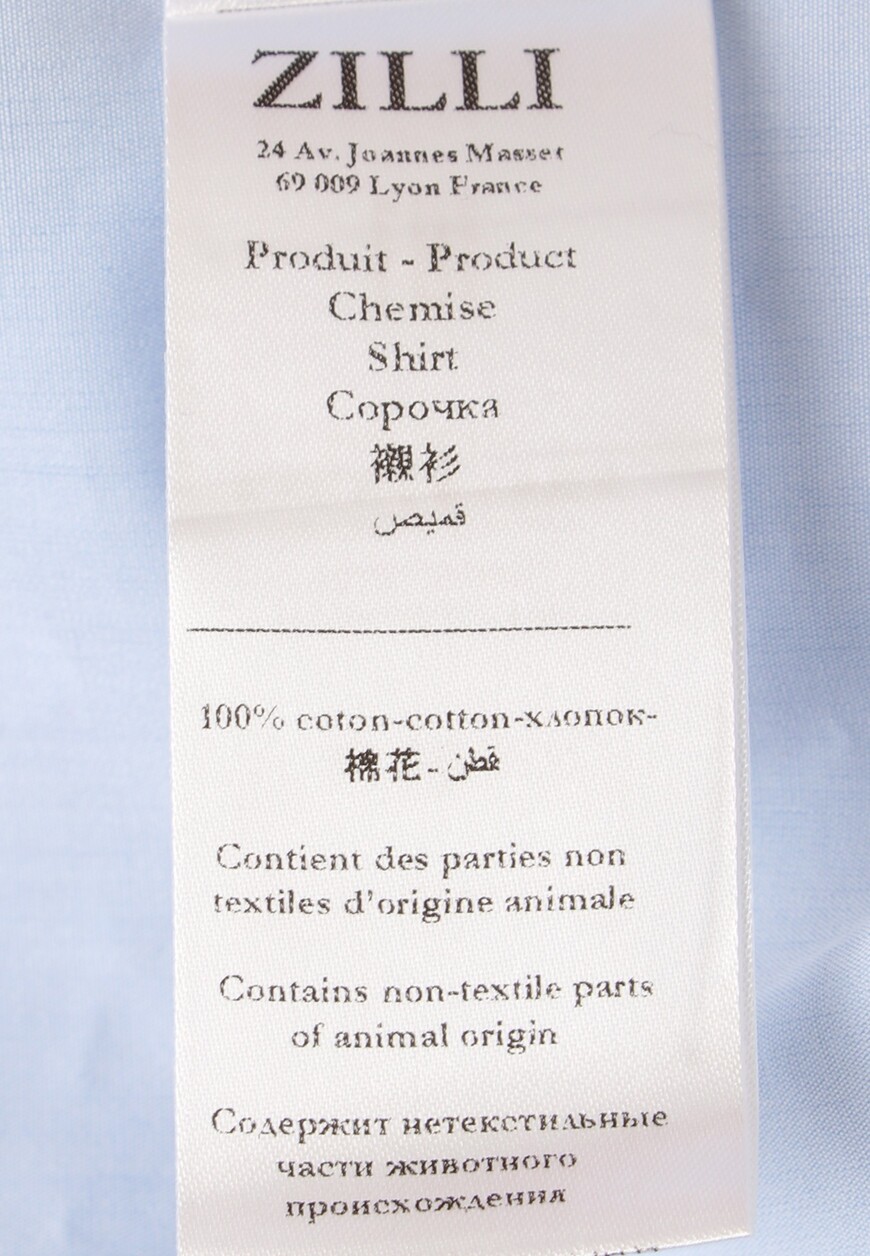 ZILLI
24 Av. Joannes Masset
69 009 Lyon France
Produit - Product
Chemise
Shirt
Сорочка
襯衫
قميص
100% coton-cotton-хлопок-
棉花-قطن
Contient des parties non
textiles d'origine animale
Contains non-textile parts
of animal origin
Содержит нетекстильные
части животного
происхождения